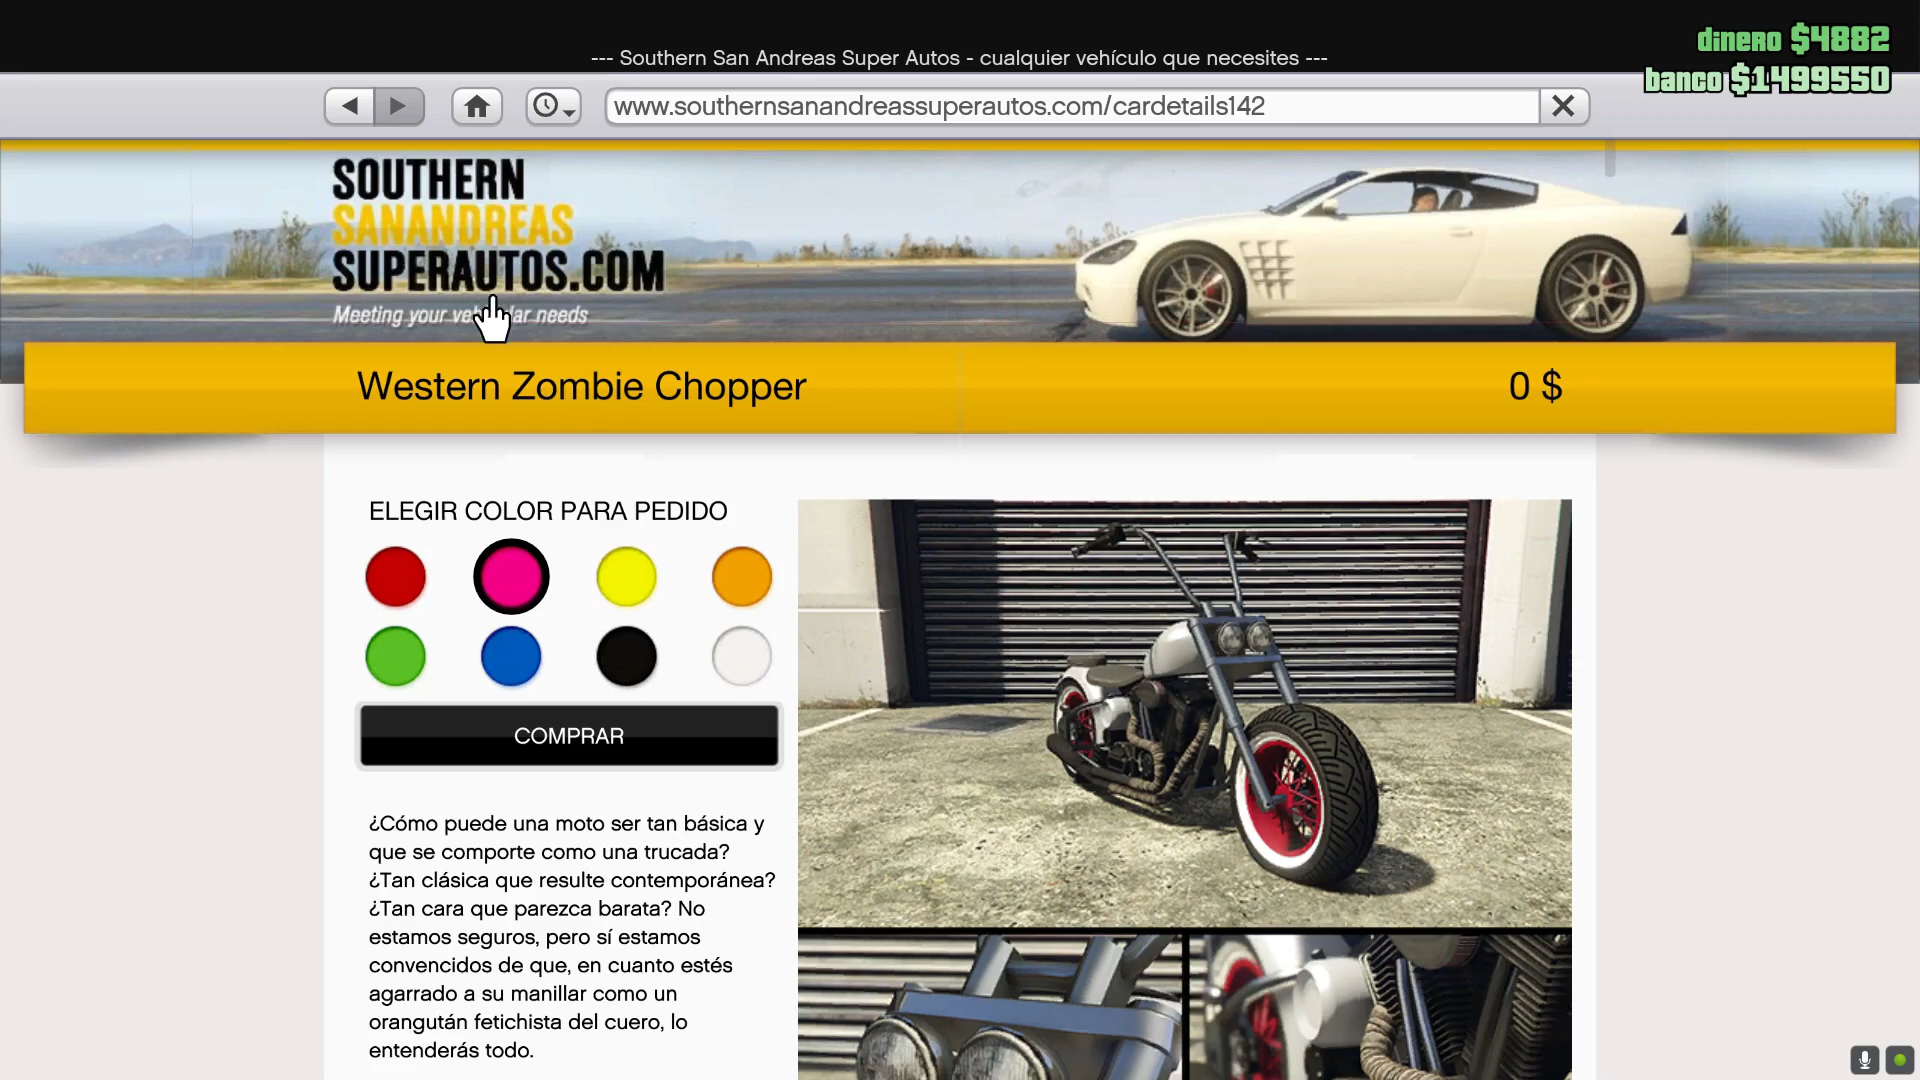 dinero $4882
--- Southern San Andreas Super Autos - cualquier vehículo que necesites ---
banco $1499550
www.southernsanandreassuperautos.com/cardetails142
SOUTHERN
SANANDREAS
SUPERAUTOS.COM
Meeting your vehicular needs
Western Zombie Chopper
0 $
ELEGIR COLOR PARA PEDIDO
COMPRAR
¿Cómo puede una moto ser tan básica y
que se comporte como una trucada?
¿Tan clásica que resulte contemporánea?
¿Tan cara que parezca barata? No
estamos seguros, pero sí estamos
convencidos de que, en cuanto estés
agarrado a su manillar como un
orangután fetichista del cuero, lo
entenderás todo.